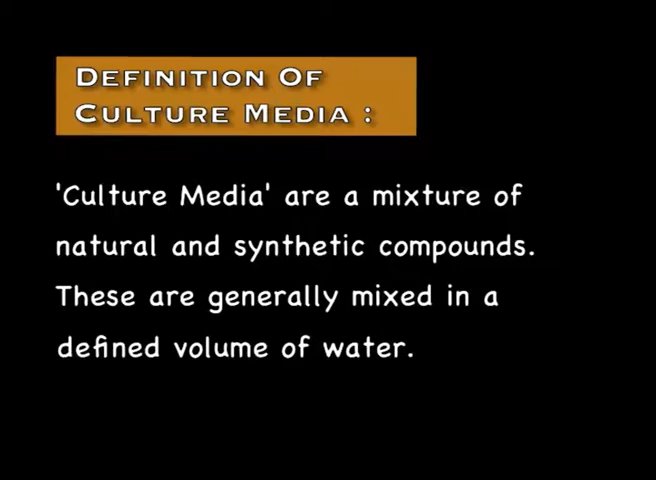 Definition Of
Culture Media :
'Culture Media' are a mixture of
natural and synthetic compounds.
These are generally mixed in a
defined volume of water.